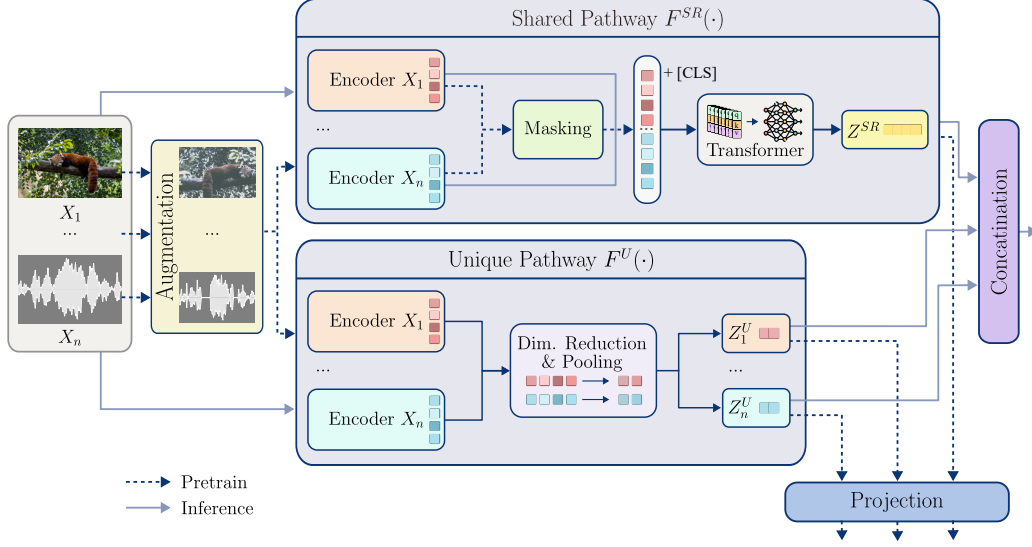 Shared Pathway F^{SR}(·)
Encoder X_1
...
Encoder X_n
Masking
+ [CLS]
...
Transformer
Z^{SR}
X_1
...
X_n
Augmentation
...
Unique Pathway F^U(·)
Encoder X_1
...
Encoder X_n
Dim. Reduction
& Pooling
Z_1^U
...
Z_n^U
Concatination
Projection
Pretrain
Inference